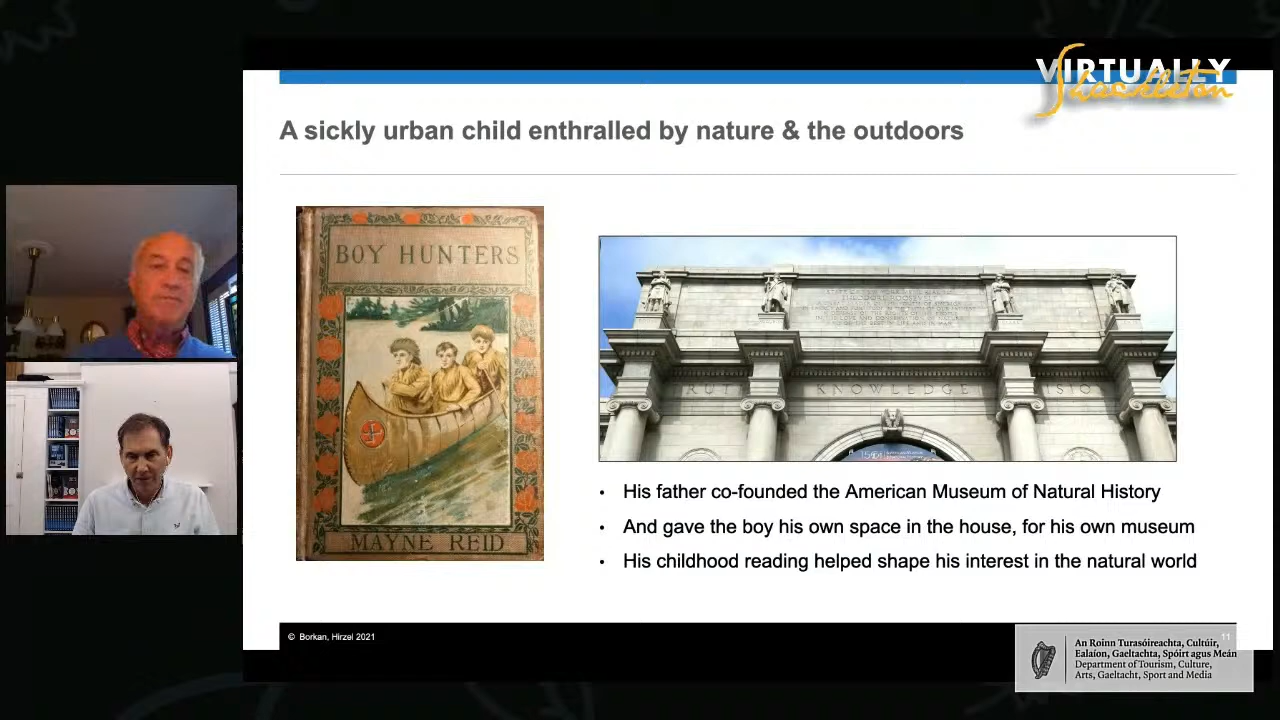 VIRTUALLY
Shackleton
A sickly urban child enthralled by nature & the outdoors
BOY HUNTERS
MAYNE REID
KNOWLEDGE
• His father co-founded the American Museum of Natural History
• And gave the boy his own space in the house, for his own museum
• His childhood reading helped shape his interest in the natural world
© Borkan, Hirzel 2021
11
An Roinn Turasóireachta, Cultúir,
Ealaíon, Gaeltachta, Spóirt agus Meán
Department of Tourism, Culture,
Arts, Gaeltacht, Sport and Media